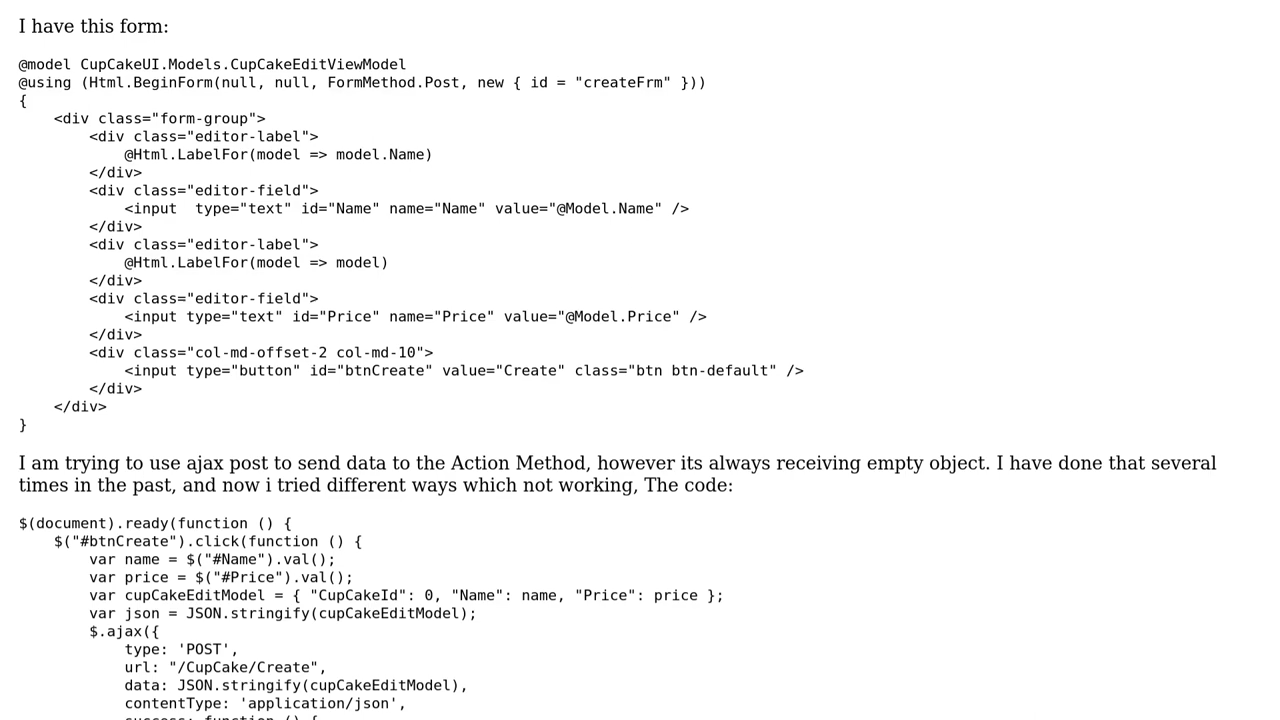 I have this form:
@model CupCakeUI.Models.CupCakeEditViewModel
@using (Html.BeginForm(null, null, FormMethod.Post, new { id = "createFrm" }))
{
    <div class="form-group">
        <div class="editor-label">
            @Html.LabelFor(model => model.Name)
        </div>
        <div class="editor-field">
            <input  type="text" id="Name" name="Name" value="@Model.Name" />
        </div>
        <div class="editor-label">
            @Html.LabelFor(model => model)
        </div>
        <div class="editor-field">
            <input type="text" id="Price" name="Price" value="@Model.Price" />
        </div>
        <div class="col-md-offset-2 col-md-10">
            <input type="button" id="btnCreate" value="Create" class="btn btn-default" />
        </div>
    </div>
}
I am trying to use ajax post to send data to the Action Method, however its always receiving empty object. I have done that several
times in the past, and now i tried different ways which not working, The code:
$(document).ready(function () {
    $("#btnCreate").click(function () {
        var name = $("#Name").val();
        var price = $("#Price").val();
        var cupCakeEditModel = { "CupCakeId": 0, "Name": name, "Price": price };
        var json = JSON.stringify(cupCakeEditModel);
        $.ajax({
            type: 'POST',
            url: "/CupCake/Create",
            data: JSON.stringify(cupCakeEditModel),
            contentType: 'application/json',
            success: function () {